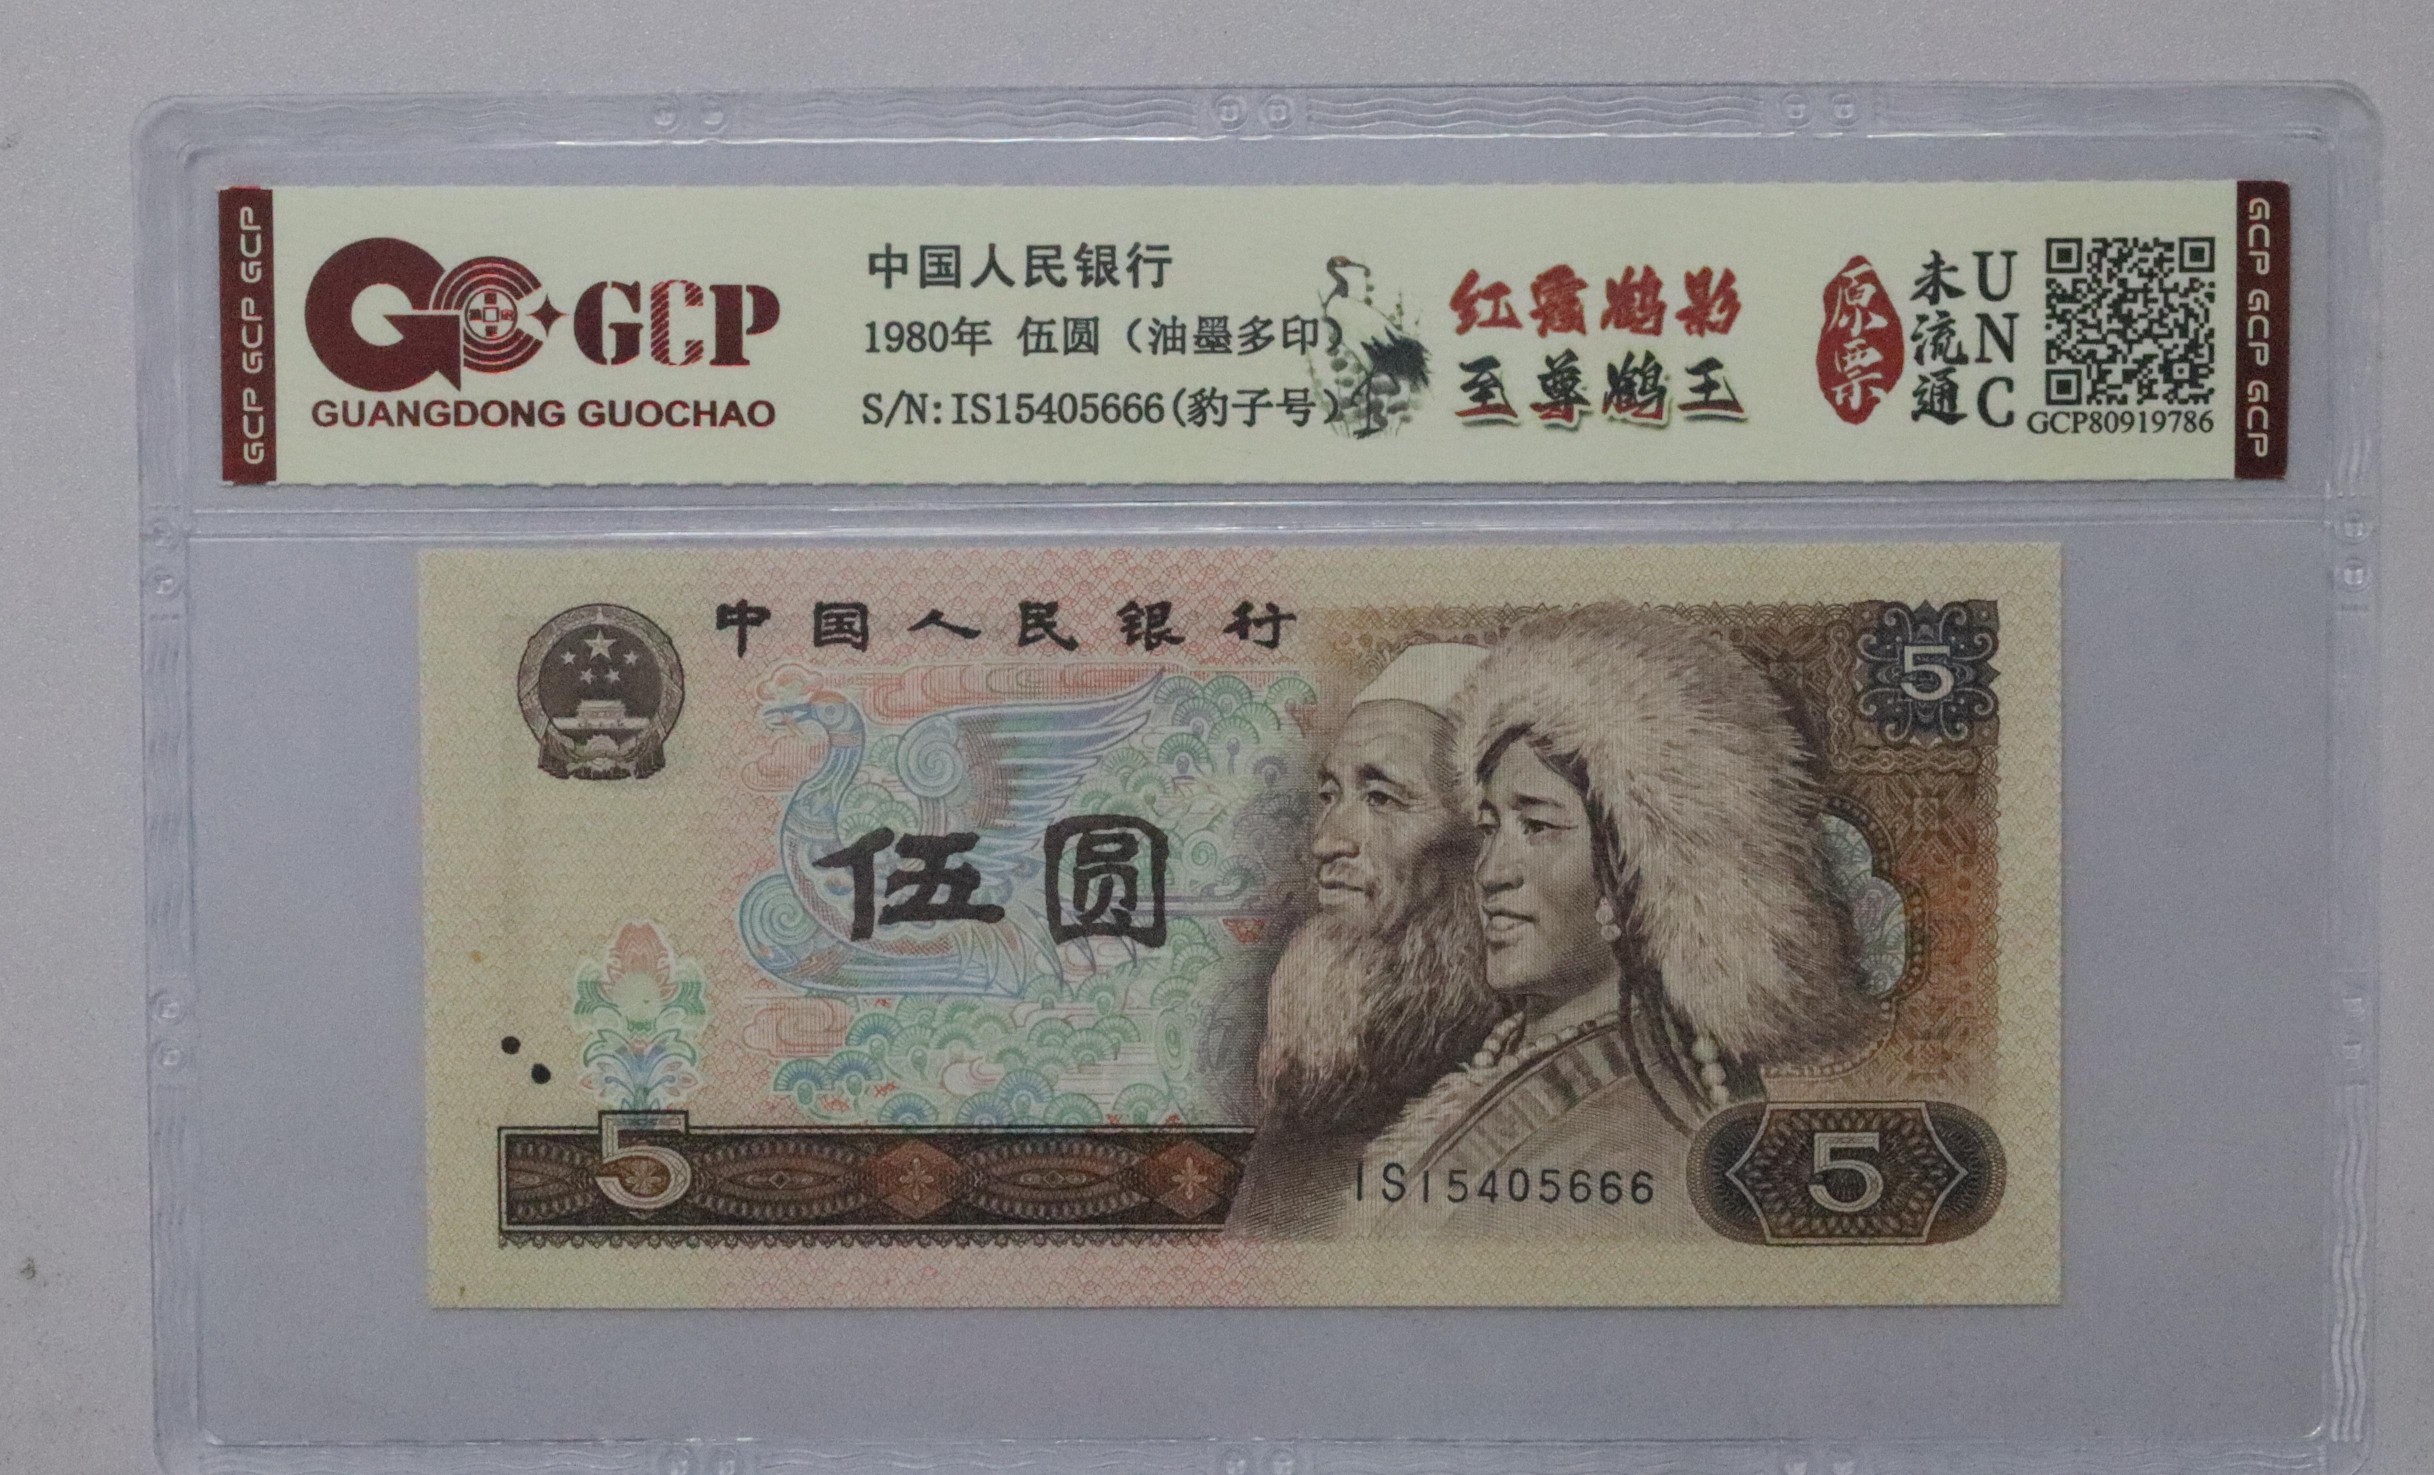 GCP GCP GCP
GCP
GUANGDONG GUOCHAO
中国人民银行
1980年 伍圆（油墨多印）
S/N:IS15405666(豹子号)
红霞鹤影
至尊鹤王
原票
未流通
UNC
GCP80919786
GCP GCP GCP
中国人民银行
5
伍圆
5
IS15405666
5